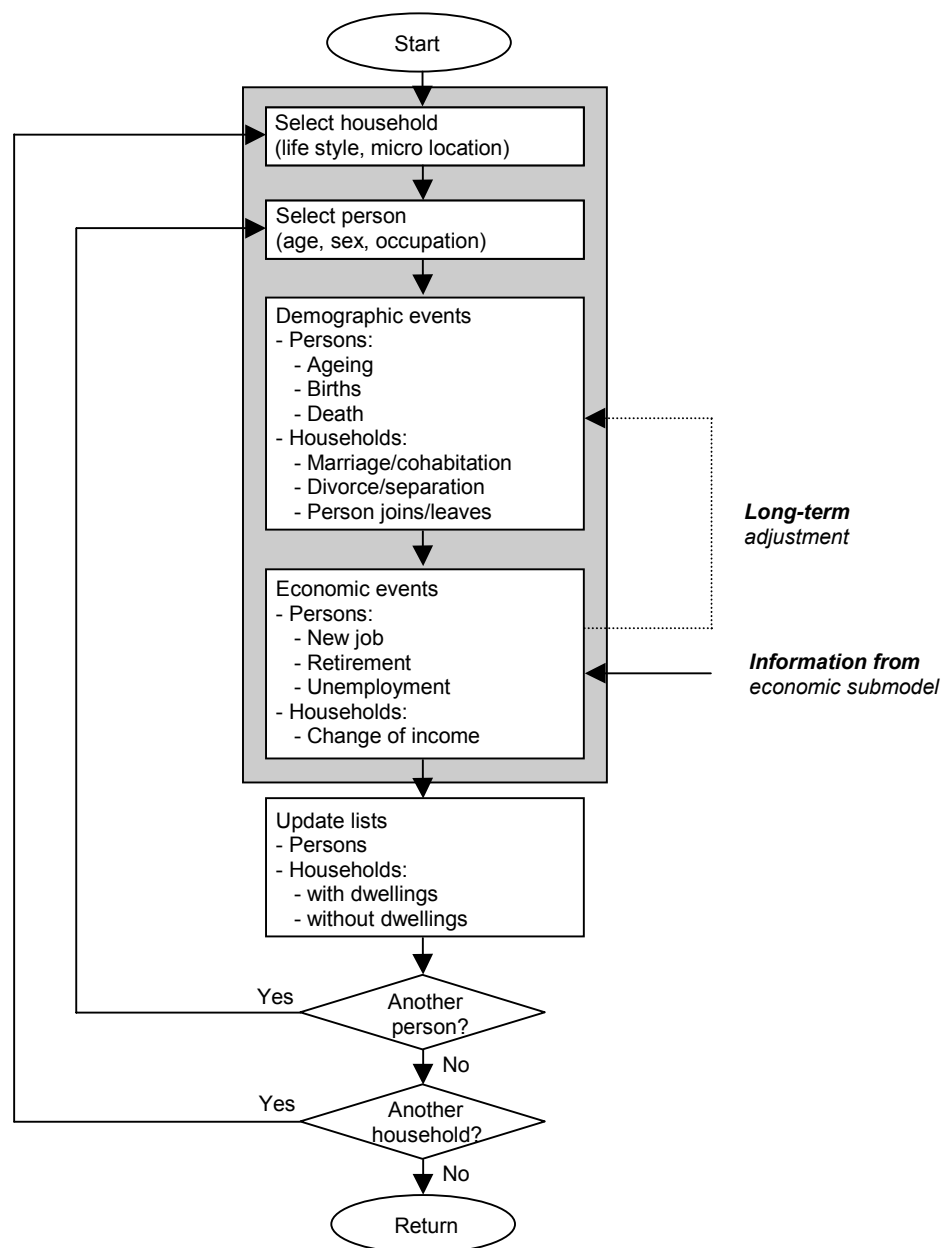 Start
Select household
(life style, micro location)
Select person
(age, sex, occupation)
Demographic events
- Persons:
- Ageing
- Births
- Death
- Households:
- Marriage/cohabitation
- Divorce/separation
- Person joins/leaves
Long-term
adjustment
Economic events
- Persons:
- New job
- Retirement
- Unemployment
- Households:
- Change of income
Information from
economic submodel
Update lists
- Persons
- Households:
- with dwellings
- without dwellings
Yes
Another
person?
No
Yes
Another
household?
No
Return